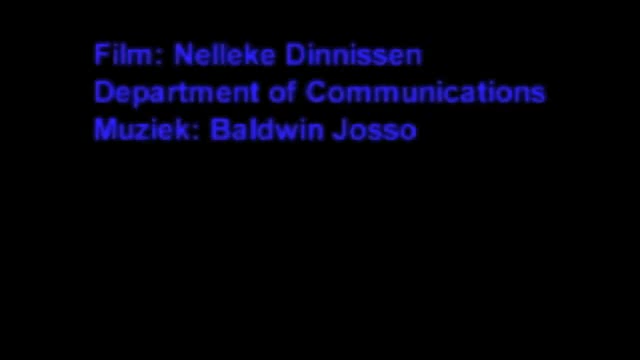 Film: Nelleke Dinnissen
Department of Communications
Muziek: Baldwin Josso